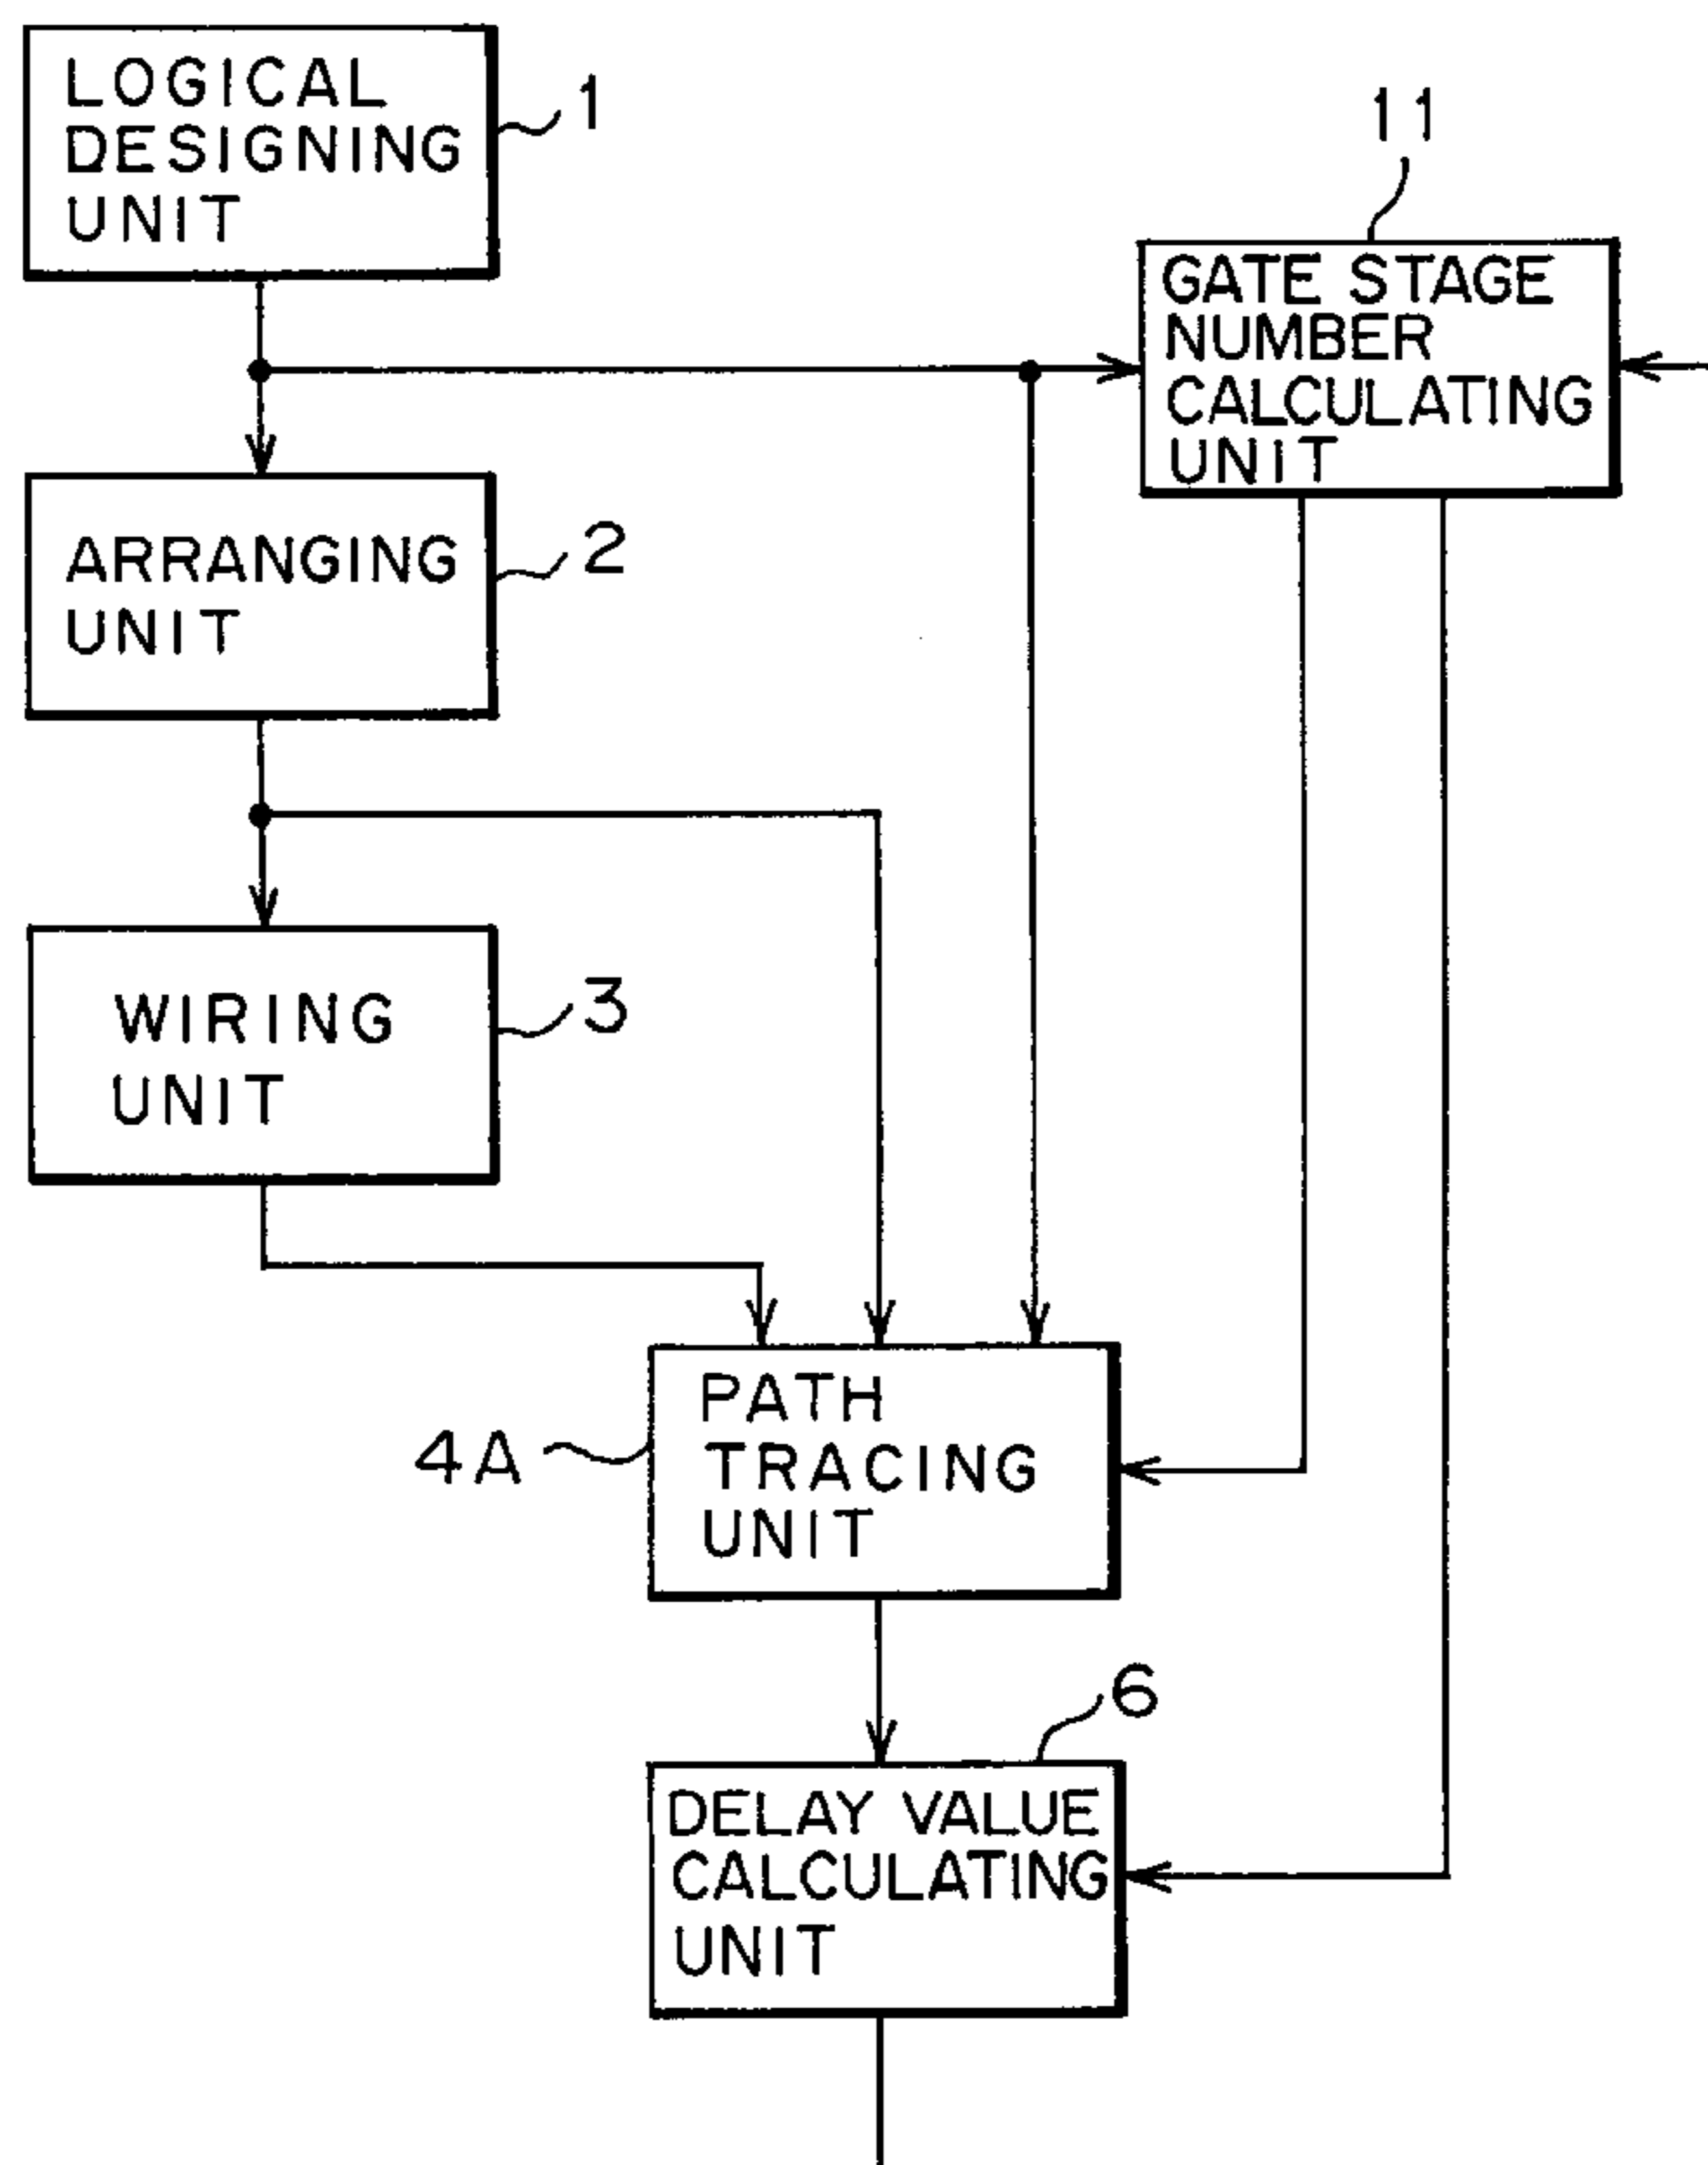 LOGICAL
DESIGNING
UNIT
1
11
GATE STAGE
NUMBER
CALCULATING
UNIT
ARRANGING
UNIT
2
WIRING
UNIT
3
PATH
TRACING
UNIT
4A
6
DELAY VALUE
CALCULATING
UNIT